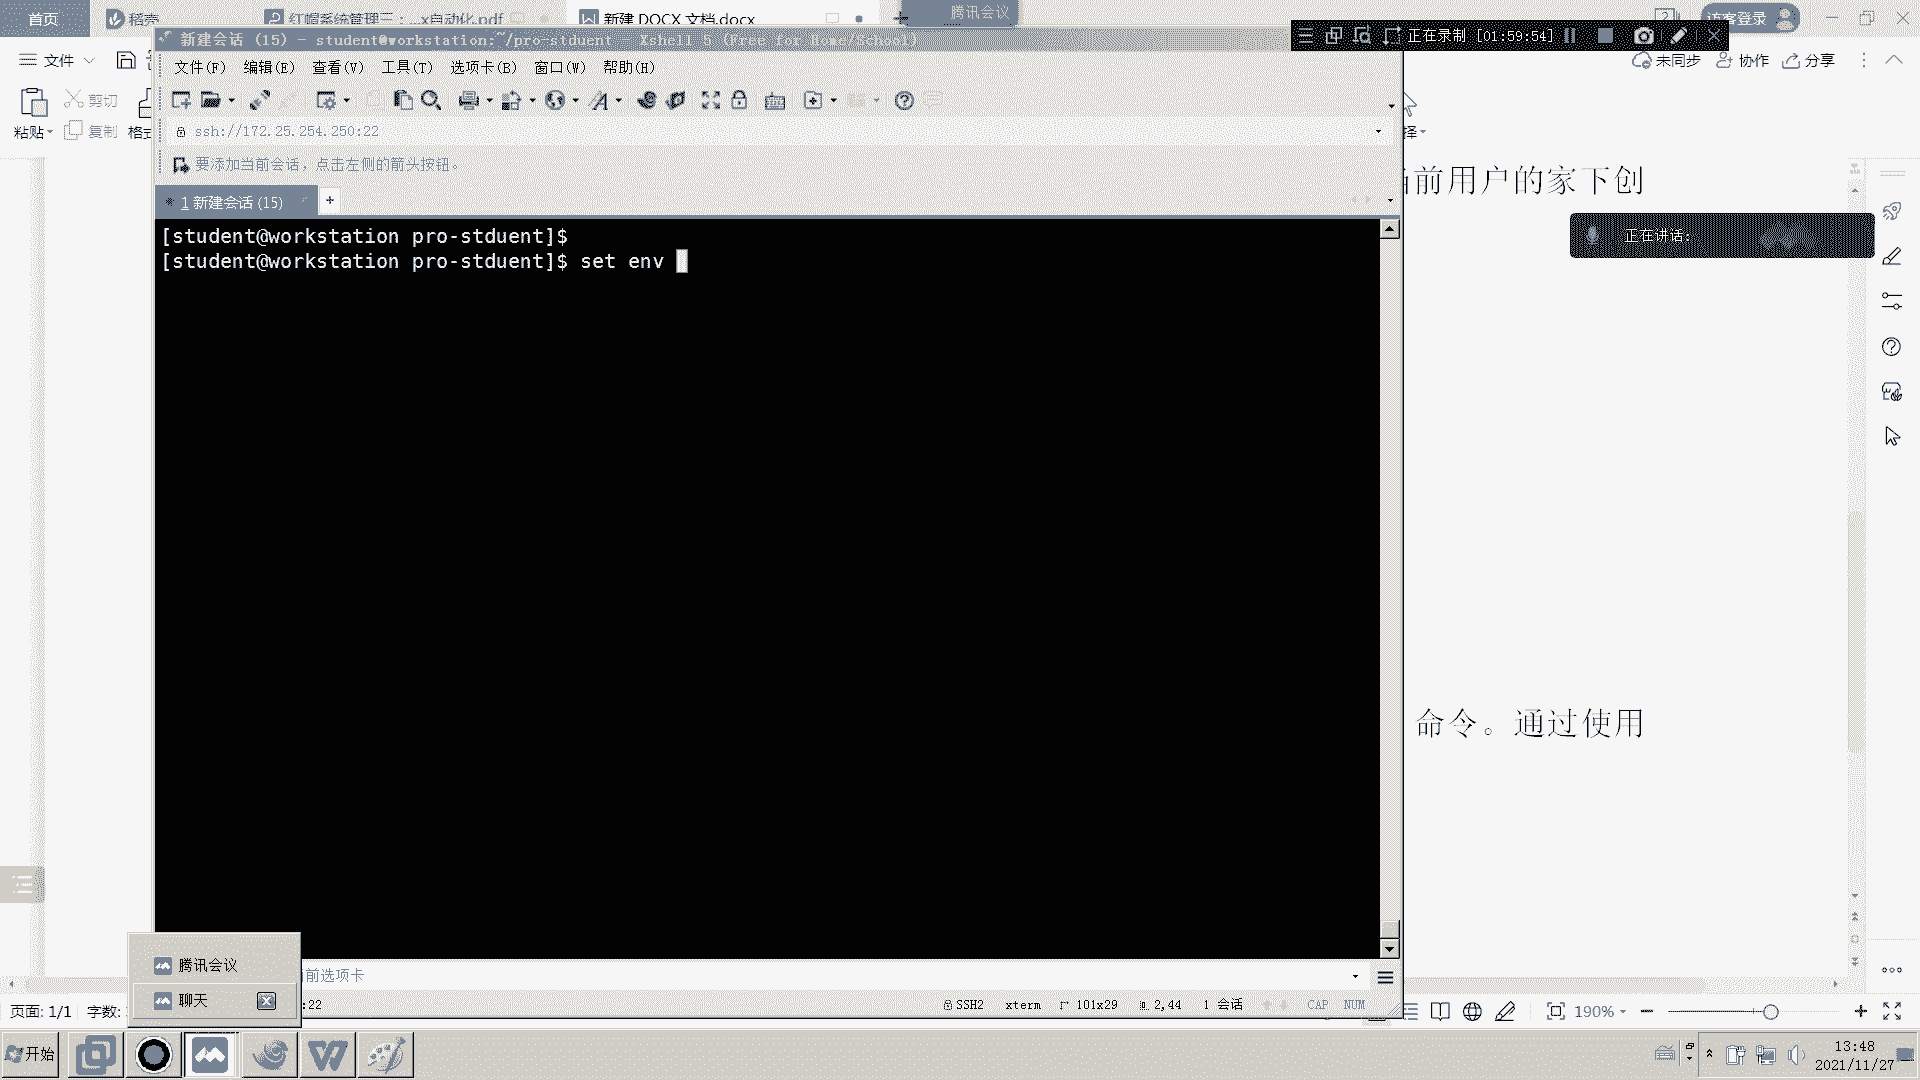 首页
稻壳
红帽系统管理三：...x自动化.pdf
新建 DOCX 文档.docx
腾讯会议
访客登录
新建会话 (15) - student@workstation:~/pro-stduent - Xshell 5 (Free for Home/School)
正在录制 [01:59:54]
文件
文件(F) 编辑(E) 查看(V) 工具(T) 选项卡(B) 窗口(W) 帮助(H)
未同步 协作 分享
剪切
粘贴 复制 格式
ssh://172.25.254.250:22
择
要添加当前会话，点击左侧的箭头按钮。
前用户的家下创
1 新建会话 (15)
正在讲话:
[student@workstation pro-stduent]$
[student@workstation pro-stduent]$ set env
命令。通过使用
腾讯会议
前选项卡
聊天
:22
SSH2 xterm 101x29 2,44 1 会话 CAP NUM
页面: 1/1 字数:
190%
开始
13:48
2021/11/27